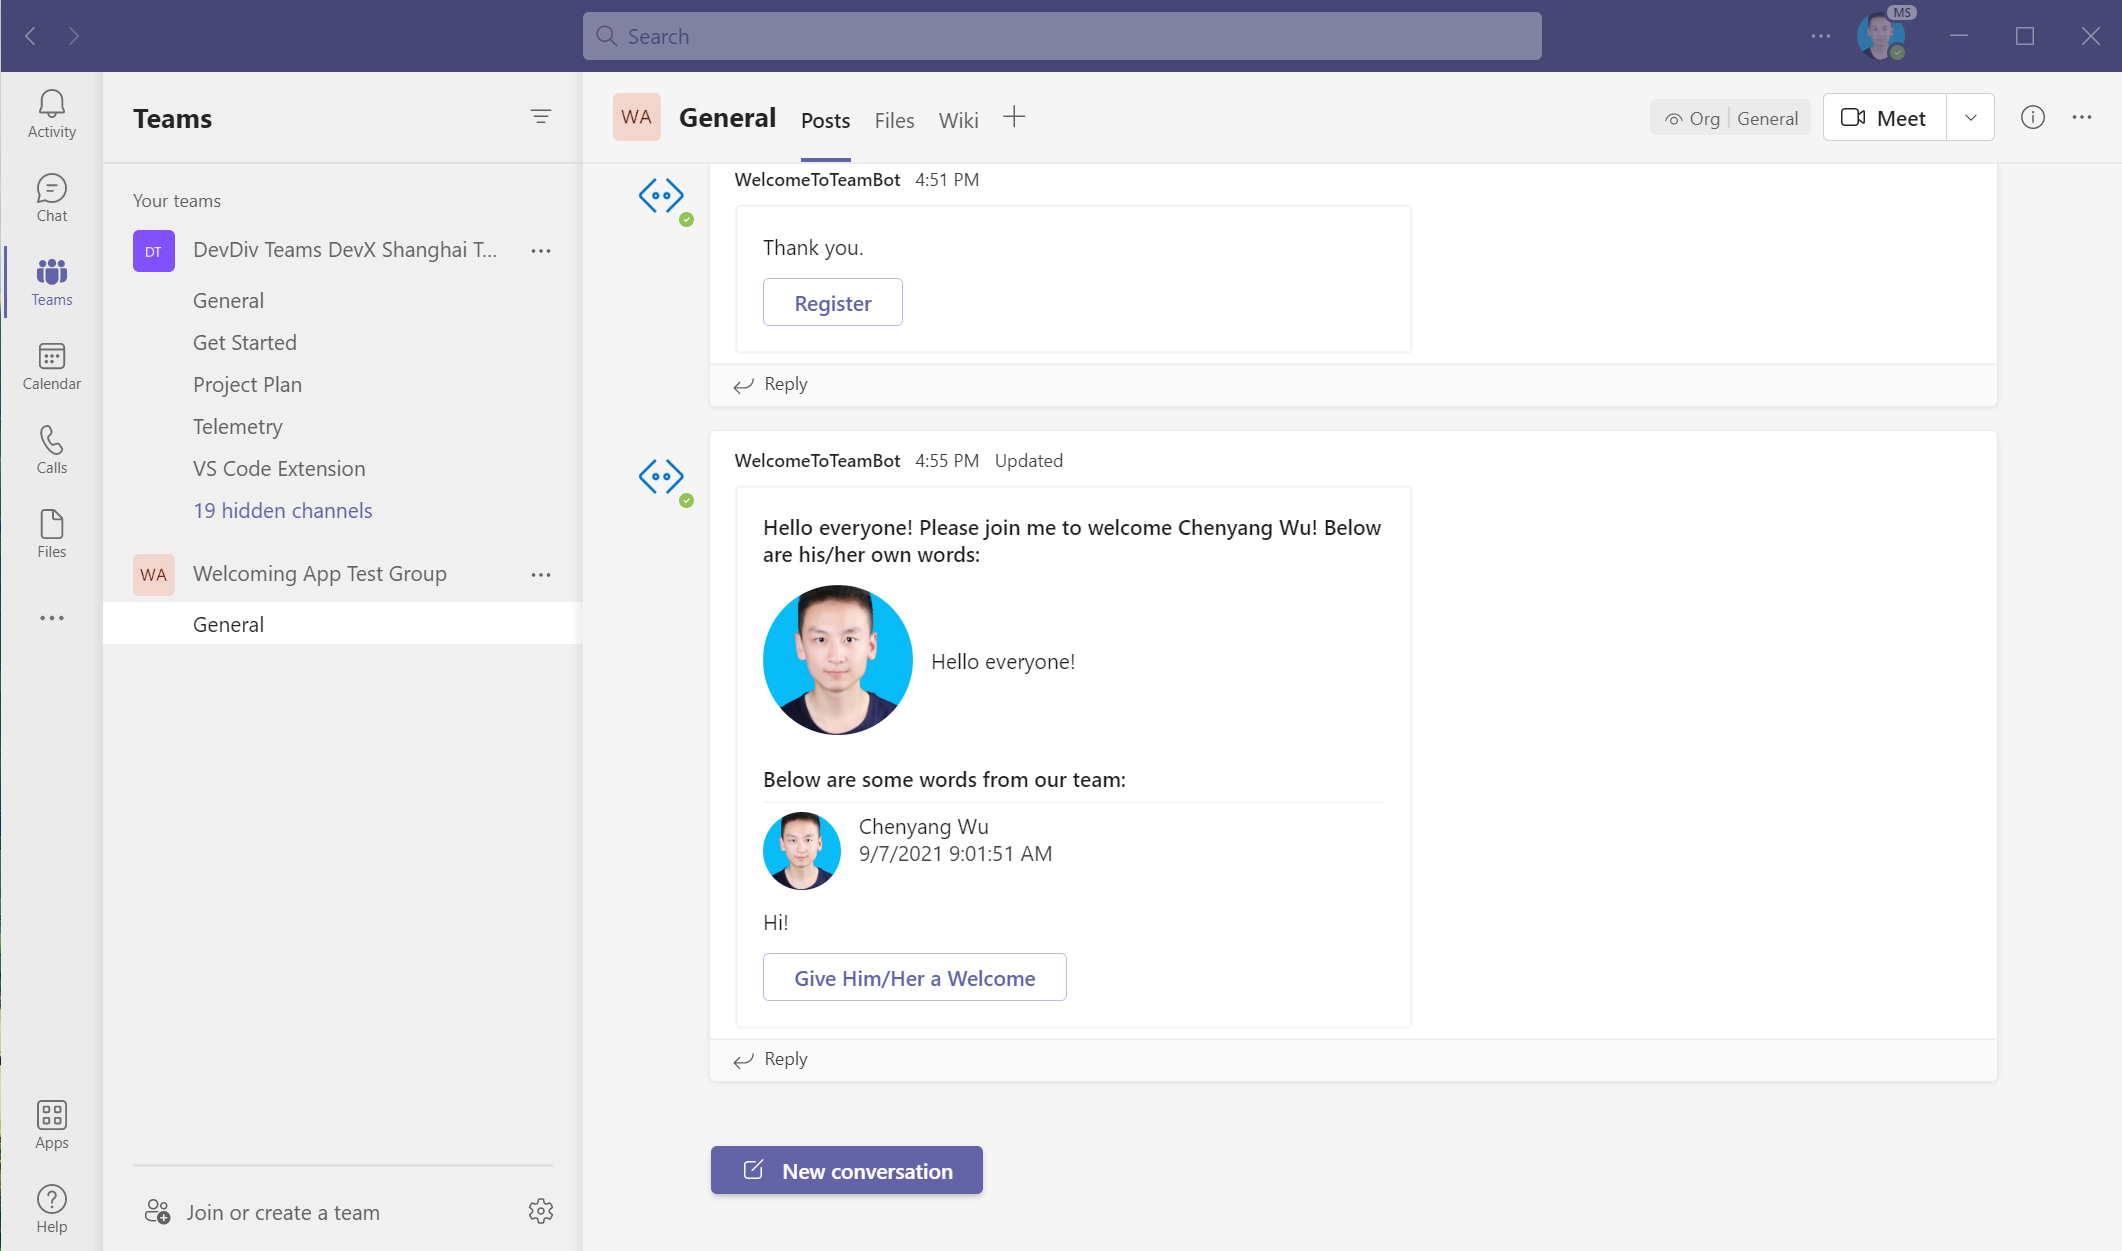 Search
MS
Activity
Chat
Teams
Calendar
Calls
Files
Apps
Help
Teams
Your teams
DT
DevDiv Teams DevX Shanghai T...
General
Get Started
Project Plan
Telemetry
VS Code Extension
19 hidden channels
WA
Welcoming App Test Group
General
Join or create a team
WA
General
Posts
Files
Wiki
Org
General
Meet
WelcomeToTeamBot 4:51 PM
Thank you.
Register
Reply
WelcomeToTeamBot 4:55 PM Updated
Hello everyone! Please join me to welcome Chenyang Wu! Below
are his/her own words:
Hello everyone!
Below are some words from our team:
Chenyang Wu
9/7/2021 9:01:51 AM
Hi!
Give Him/Her a Welcome
Reply
New conversation